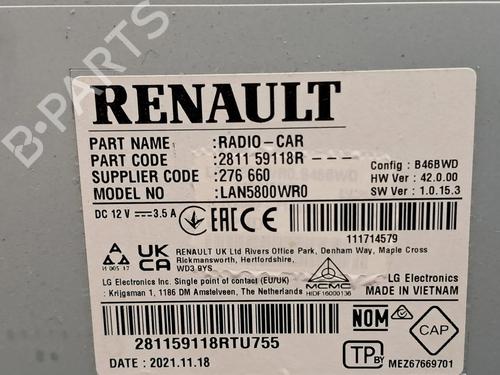 RENAULT
PART NAME :RADIO-CAR
PART CODE :2811 59118R - - -
SUPPLIER CODE :276 660
MODEL NO :LAN5800WR0
Config : B46BWD
HW Ver : 42.0.00
SW Ver : 1.0.15.3
DC 12 V 3.5 A
EAC CE
111714579
UK CA
RENAULT UK Ltd Rivers Office Park, Denham Way, Maple Cross
Rickmansworth, Hertfordshire,
WD3 9YS
LG Electronics Inc. Single point of contact (EU/UK)
: Krijgsman 1, 1186 DM Amstelveen, The Netherlands
MCMC
HIDF16000136
LG Electronics
MADE IN VIETNAM
281159118RTU755
DATE : 2021.11.18
NOM
CAP
TP BY
MEZ67669701
B-PARTS